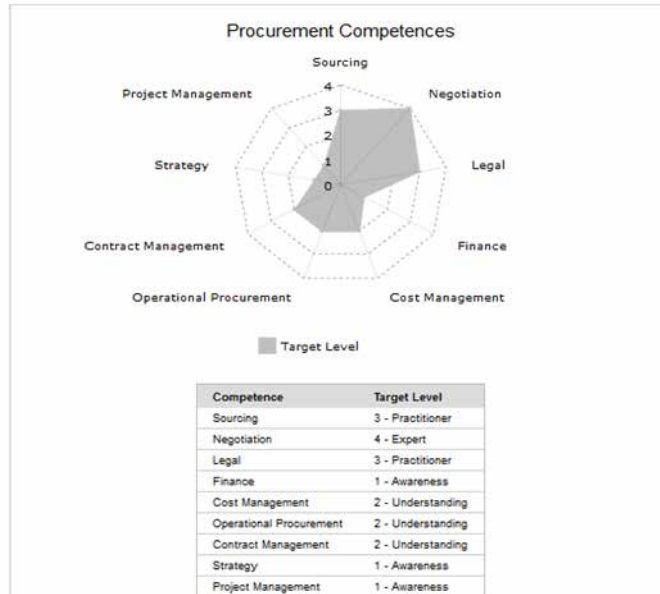 Procurement Competences
Sourcing
Project Management
4
Negotiation
3
2
Strategy
1
Legal
0
Contract Management
Finance
Operational Procurement
Cost Management
Target Level
Competence Target Level
Sourcing 3 - Practitioner
Negotiation 4 - Expert
Legal 3 - Practitioner
Finance 1 - Awareness
Cost Management 2 - Understanding
Operational Procurement 2 - Understanding
Contract Management 2 - Understanding
Strategy 1 - Awareness
Project Management 1 - Awareness